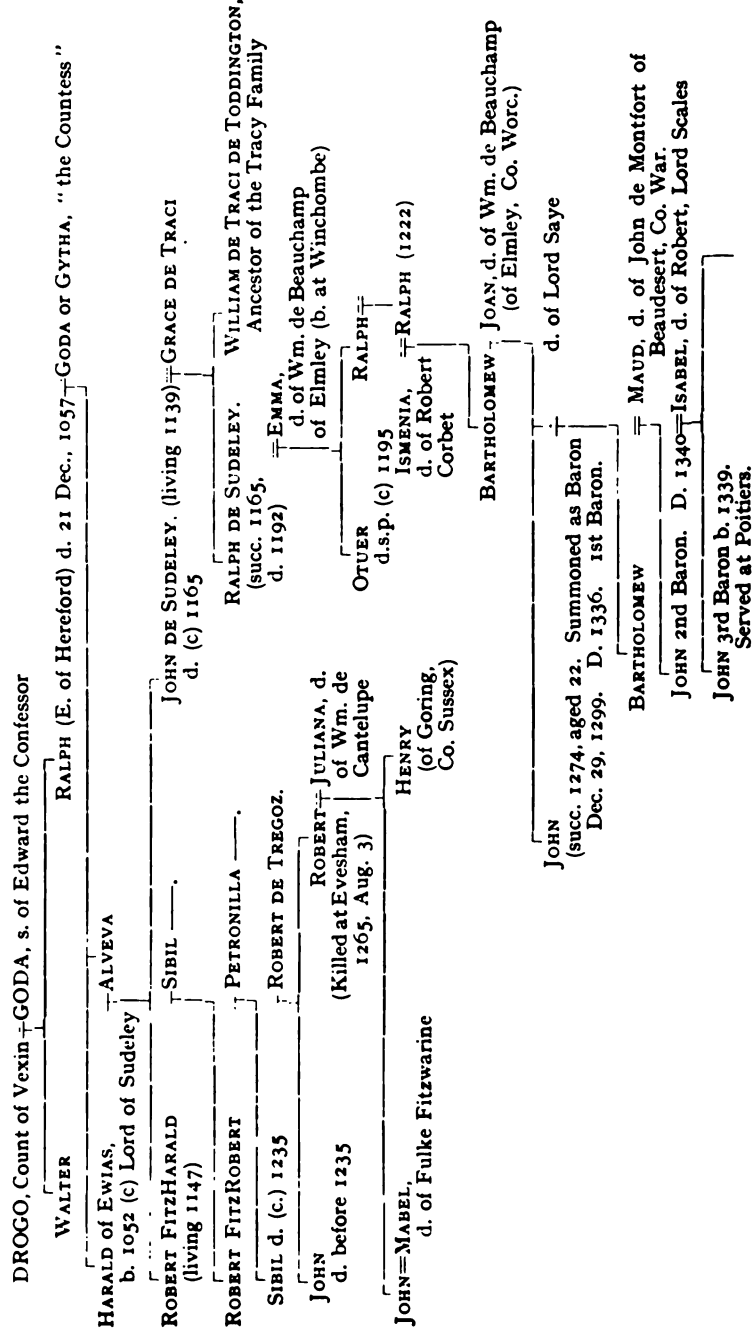 DROGO, Count of Vexin GODA, s. of Edward the Confessor
WALTER
RALPH (E. of Hereford) d. 21 Dec., 1057 GODA or GYTHA, "the Countess"
HARALD of EWIAS,
b. 1052 (c) Lord of Sudeley
ALVEVA
ROBERT FITZHARALD
(living 1147)
SIBIL ——.
JOHN DE SUDELEY. (living 1139)
d. (c) 1165
GRACE DE TRACI
ROBERT FITZROBERT
PETRONILLA ——.
RALPH DE SUDELEY.
(succ. 1165,
d. 1192)
WILLIAM DE TRACI DE TODDINGTON,
Ancestor of the Tracy Family
EMMA,
d. of Wm. de Beauchamp
of Elmley (b. at Winchombe)
SIBIL d. (c.) 1235
ROBERT DE TREGOZ.
JOHN
d. before 1235
ROBERT
(Killed at Evesham,
1265, Aug. 3)
JULIANA, d.
of Wm. de
Cantelupe
OTUER
d.s.p. (c) 1195
RALPH
ISMENIA,
d. of Robert
Corbet
RALPH (1222)
JOHN=MABEL,
d. of Fulke Fitzwarine
HENRY
(of Goring,
Co. Sussex)
BARTHOLOMEW
JOAN, d. of Wm. de Beauchamp
(of Elmley, Co. Worc.)
JOHN
(succ. 1274, aged 22. Summoned as Baron
Dec. 29, 1299. D. 1336. 1st Baron.
d. of Lord Saye
BARTHOLOMEW
MAUD, d. of John de Montfort of
Beaudesert, Co. War.
JOHN 2nd Baron. D. 1340=ISABEL, d. of Robert, Lord Scales
JOHN 3rd Baron b. 1339.
Served at Poitiers.